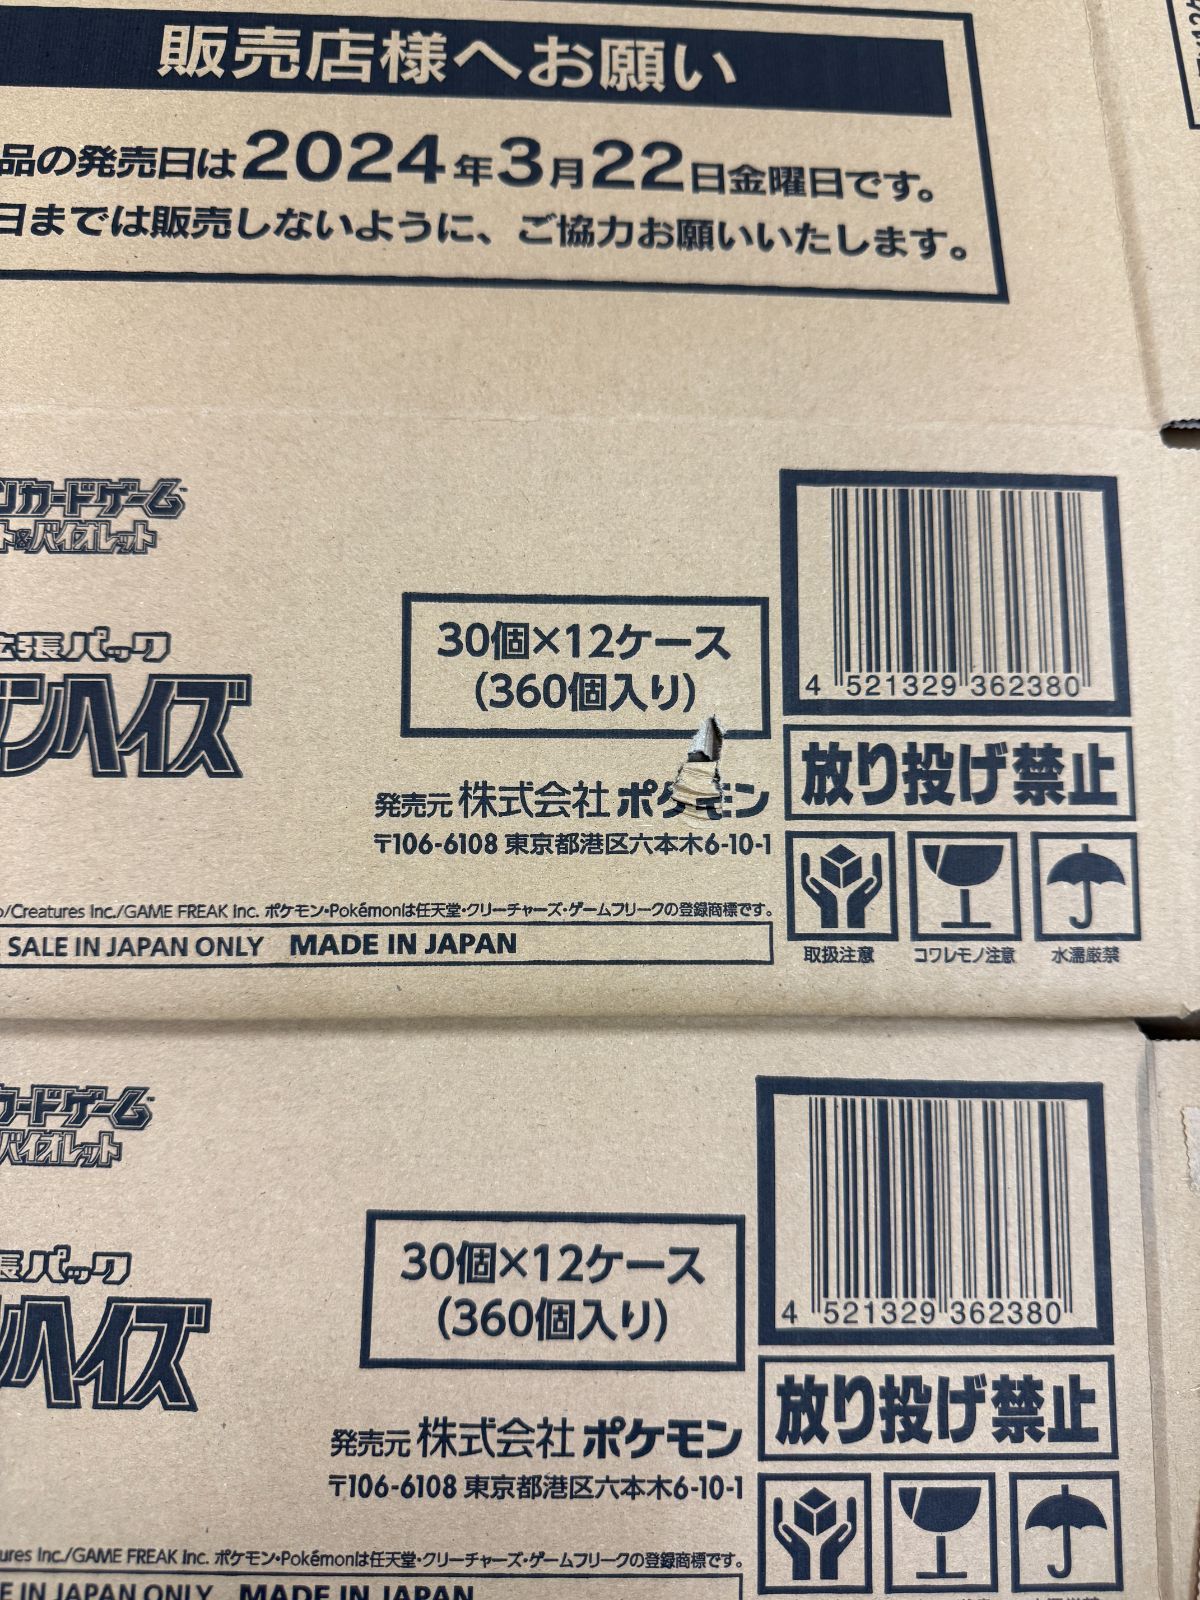 販売店様へお願い
品の発売日は2024年3月22日金曜日です。
日までは販売しないように、ご協力お願いいたします。
カードゲーム
ト&バイオレット
拡張パック
ンヘイズ
30個×12ケース
(360個入り)
4 521329 362380
放り投げ禁止
発売元 株式会社 ポケモン
〒106-6108 東京都港区六本木6-10-1
/Creatures Inc./GAME FREAK Inc. ポケモン・Pokémonは任天堂・クリーチャーズ・ゲームフリークの登録商標です。
SALE IN JAPAN ONLY MADE IN JAPAN
取扱注意 コワレモノ注意 水濡厳禁
カードゲーム
バイオレット
張パック
ンヘイズ
30個×12ケース
(360個入り)
4 521329 362380
放り投げ禁止
発売元 株式会社 ポケモン
〒106-6108 東京都港区六本木6-10-1
ures Inc./GAME FREAK Inc. ポケモン・Pokémonは任天堂・クリーチャーズ・ゲームフリークの登録商標です。
E IN JAPAN ONLY MADE IN JAPAN